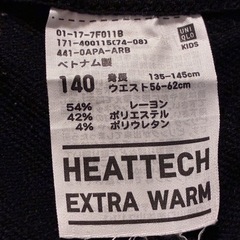 01-17-7F011B
171-400115(74-08)
441-0APA-ARB
ベトナム製
UNI
QLO
KIDS
140 身長 135-145cm
ウエスト56-62cm
54% レーヨン
42% ポリエステル
4% ポリウレタン
HEATTECH
EXTRA WARM